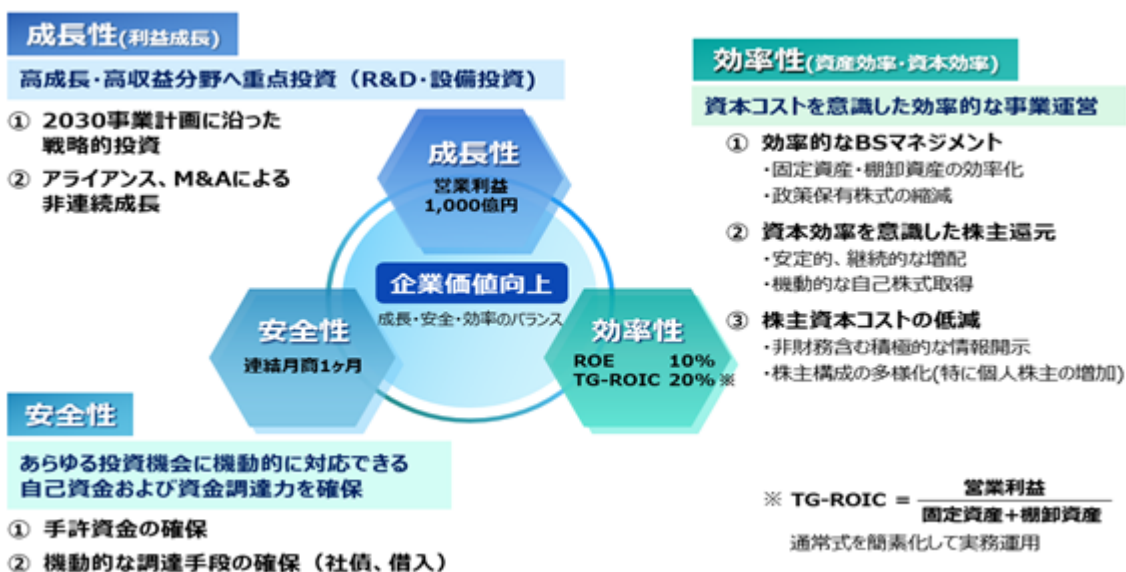 成長性(利益成長)
高成長・高収益分野へ重点投資（R&D・設備投資)
① 2030事業計画に沿った
戦略的投資
② アライアンス、M&Aによる
非連続成長
成長性
営業利益
1,000億円
企業価値向上
成長・安全・効率のバランス
安全性
連結月商1ヶ月
効率性
ROE 10%
TG-ROIC 20% ※
安全性
あらゆる投資機会に機動的に対応できる
自己資金および資金調達力を確保
① 手許資金の確保
② 機動的な調達手段の確保（社債、借入）
効率性(資産効率・資本効率)
資本コストを意識した効率的な事業運営
① 効率的なBSマネジメント
・固定資産・棚卸資産の効率化
・政策保有株式の縮減
② 資本効率を意識した株主還元
・安定的、継続的な増配
・機動的な自己株式取得
③ 株主資本コストの低減
・非財務含む積極的な情報開示
・株主構成の多様化(特に個人株主の増加)
※ TG-ROIC = 営業利益
固定資産+棚卸資産
通常式を簡素化して実務運用